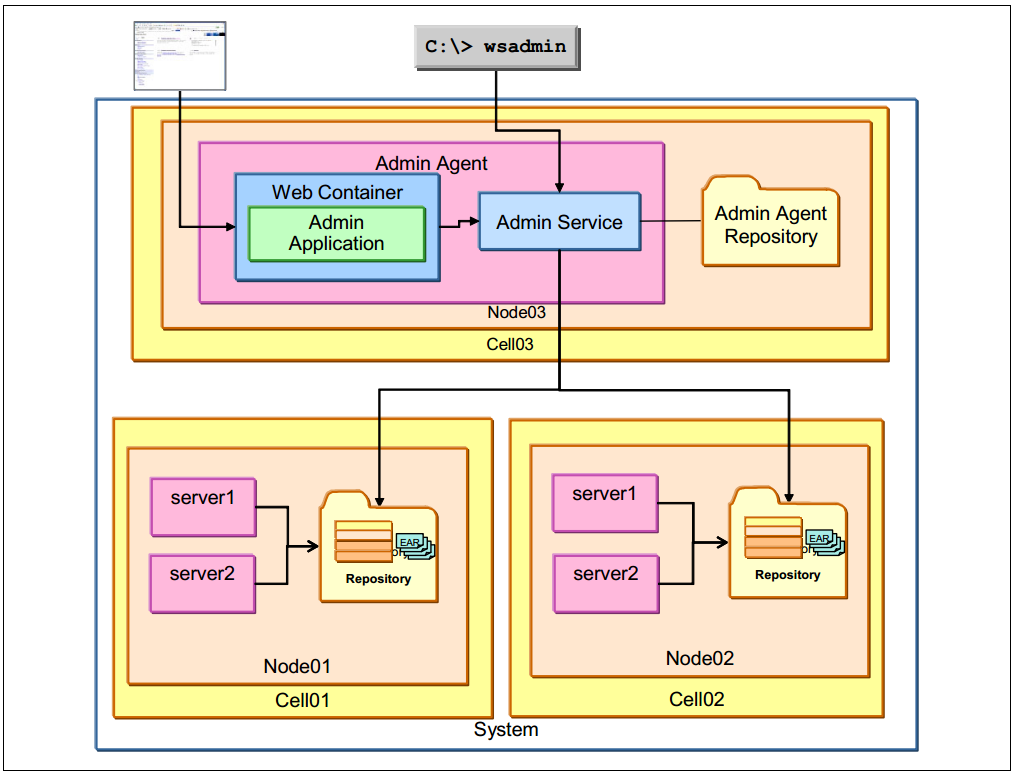 C:\> wsadmin
Admin Agent
Web Container
Admin
Application
Admin Service
Admin Agent
Repository
Node03
Cell03
server1
server2
EAR
Repository
Node01
Cell01
server1
server2
EAR
Repository
Node02
Cell02
System